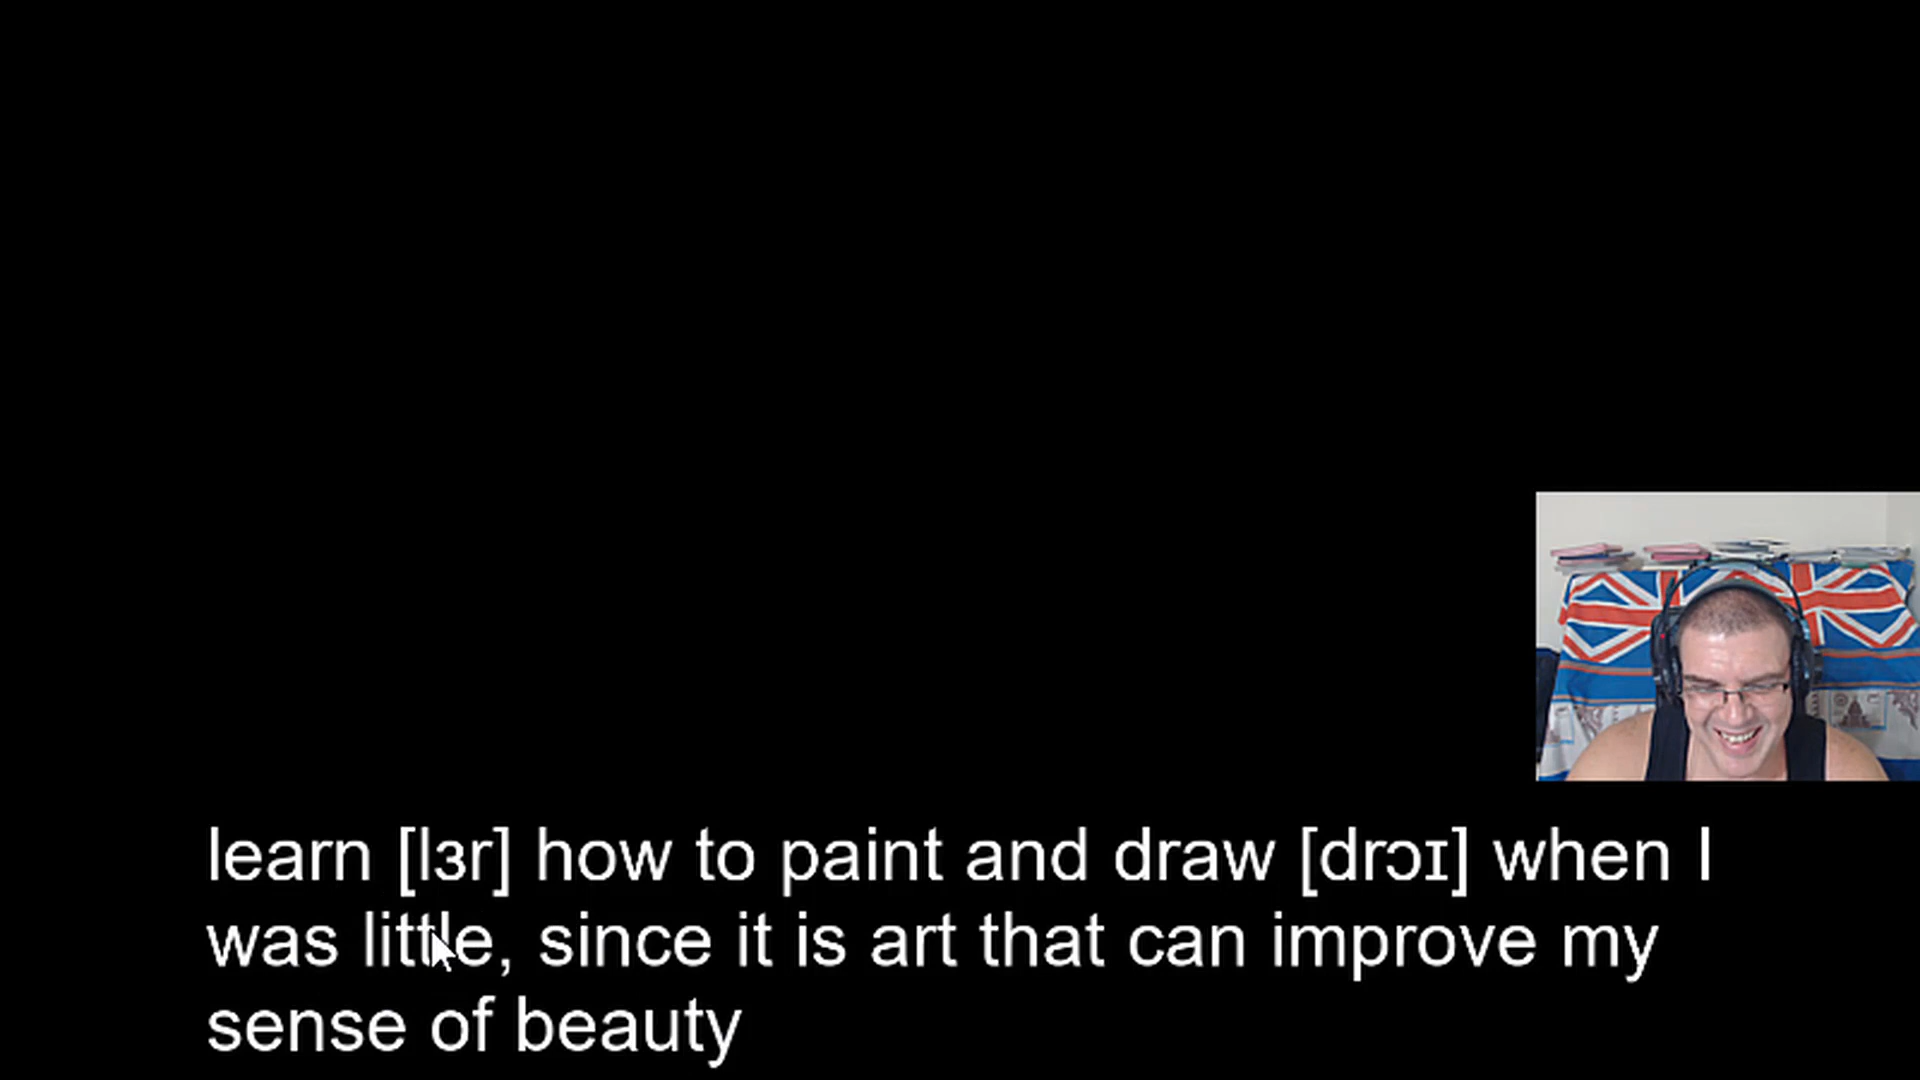 learn [lɜr] how to paint and draw [drɔɪ] when I
was little, since it is art that can improve my
sense of beauty